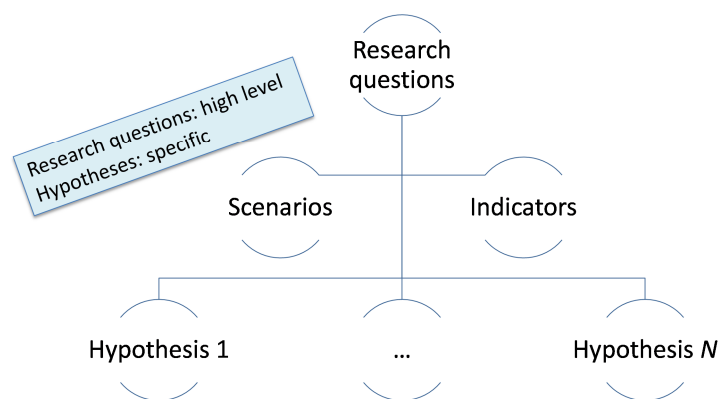 Research
questions
Research questions: high level
Hypotheses: specific
Scenarios
Indicators
Hypothesis 1
...
Hypothesis N